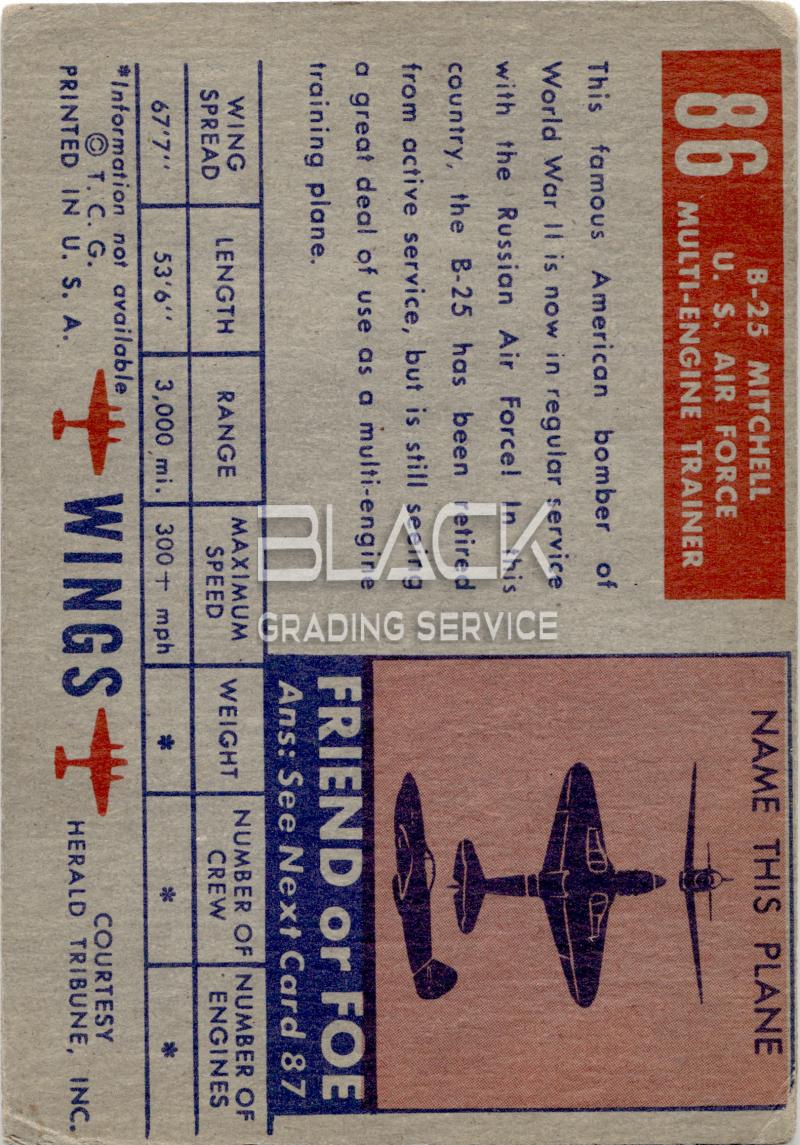 86
B-25 MITCHELL
U. S. AIR FORCE
MULTI-ENGINE TRAINER
This famous American bomber of
World War II is now in regular service
with the Russian Air Force! In this
country, the B-25 has been retired
from active service, but is still seeing
a great deal of use as a multi-engine
training plane.
NAME THIS PLANE
FRIEND or FOE
Ans: See Next Card 87
WING SPREAD LENGTH RANGE MAXIMUM SPEED WEIGHT NUMBER OF CREW NUMBER OF ENGINES
67'7" 53'6" 3,000 mi. 300+ mph * * *
*Information not available
© T.C.G.
PRINTED IN U. S. A.
WINGS
COURTESY
HERALD TRIBUNE, INC.
BLACK
GRADING SERVICE